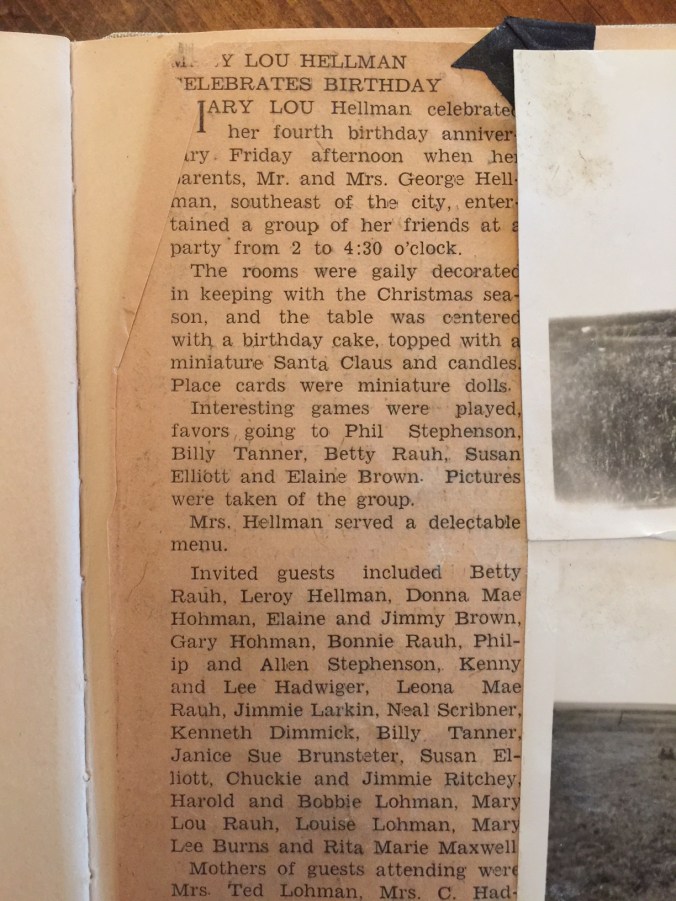 MARY LOU HELLMAN
CELEBRATES BIRTHDAY
MARY LOU Hellman celebrated
her fourth birthday anniver-
ary Friday afternoon when her
parents, Mr. and Mrs. George Hell-
man, southeast of the city, enter-
tained a group of her friends at a
party from 2 to 4:30 o'clock.
The rooms were gaily decorated
in keeping with the Christmas sea-
son, and the table was centered
with a birthday cake, topped with a
miniature Santa Claus and candles.
Place cards were miniature dolls.
Interesting games were played,
favors going to Phil Stephenson,
Billy Tanner, Betty Rauh, Susan
Elliott and Elaine Brown. Pictures
were taken of the group.
Mrs. Hellman served a delectable
menu.
Invited guests included Betty
Rauh, Leroy Hellman, Donna Mae
Hohman, Elaine and Jimmy Brown,
Gary Hohman, Bonnie Rauh, Phil-
ip and Allen Stephenson, Kenny
and Lee Hadwiger, Leona Mae
Rauh, Jimmie Larkin, Neal Scribner,
Kenneth Dimmick, Billy Tanner,
Janice Sue Brunsteter, Susan El-
liott, Chuckie and Jimmie Ritchey,
Harold and Bobbie Lohman, Mary
Lou Rauh, Louise Lohman, Mary
Lee Burns and Rita Marie Maxwell
Mothers of guests attending were
Mrs. Ted Lohman, Mrs. C. Had-